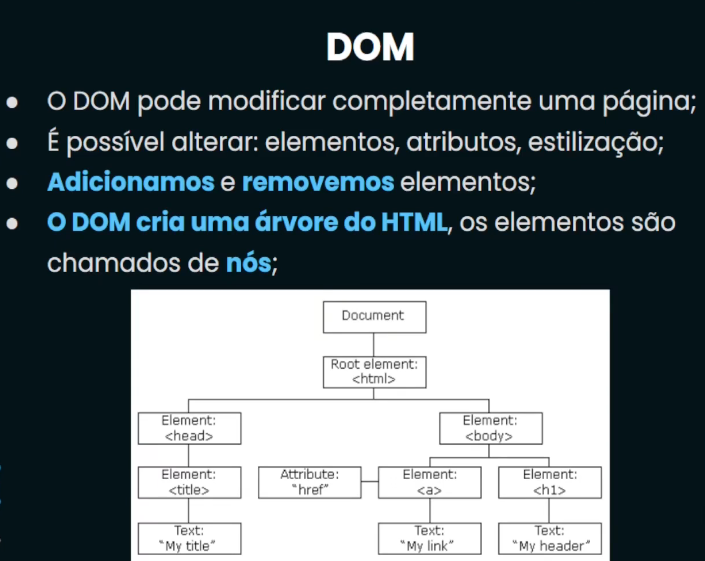 DOM
● O DOM pode modificar completamente uma página;
● É possível alterar: elementos, atributos, estilização;
● Adicionamos e removemos elementos;
● O DOM cria uma árvore do HTML, os elementos são
chamados de nós;
Document
Root element:
<html>
Element:
<head>
Element:
<body>
Element:
<title>
Attribute:
"href"
Element:
<a>
Element:
<h1>
Text:
"My title"
Text:
"My link"
Text:
"My header"